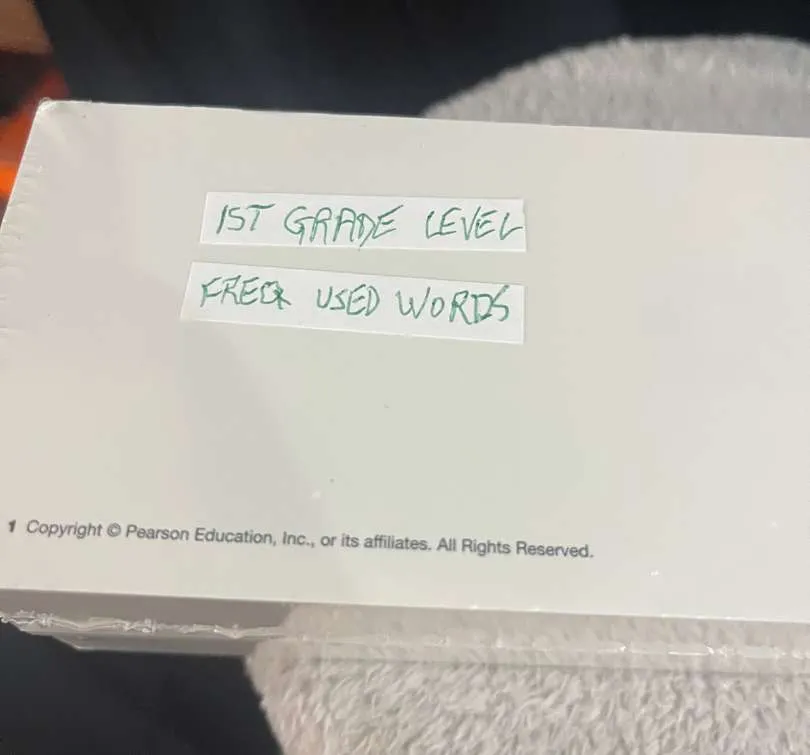 1ST GRADE LEVEL
FREQ USED WORDS
1 Copyright © Pearson Education, Inc., or its affiliates. All Rights Reserved.